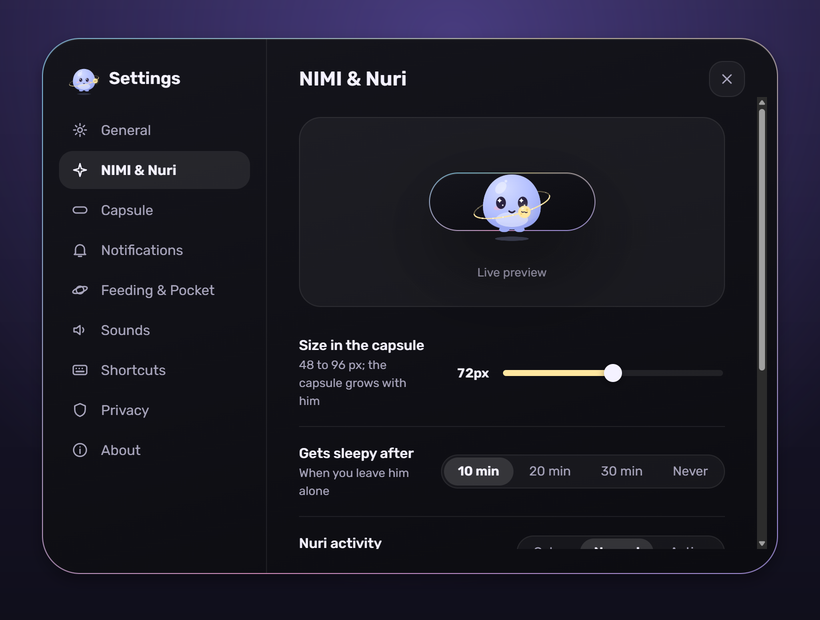 Settings
General
NIMI & Nuri
Capsule
Notifications
Feeding & Pocket
Sounds
Shortcuts
Privacy
About
NIMI & Nuri
Live preview
Size in the capsule
48 to 96 px; the
capsule grows with
him
72px
Gets sleepy after
When you leave him
alone
10 min 20 min 30 min Never
Nuri activity